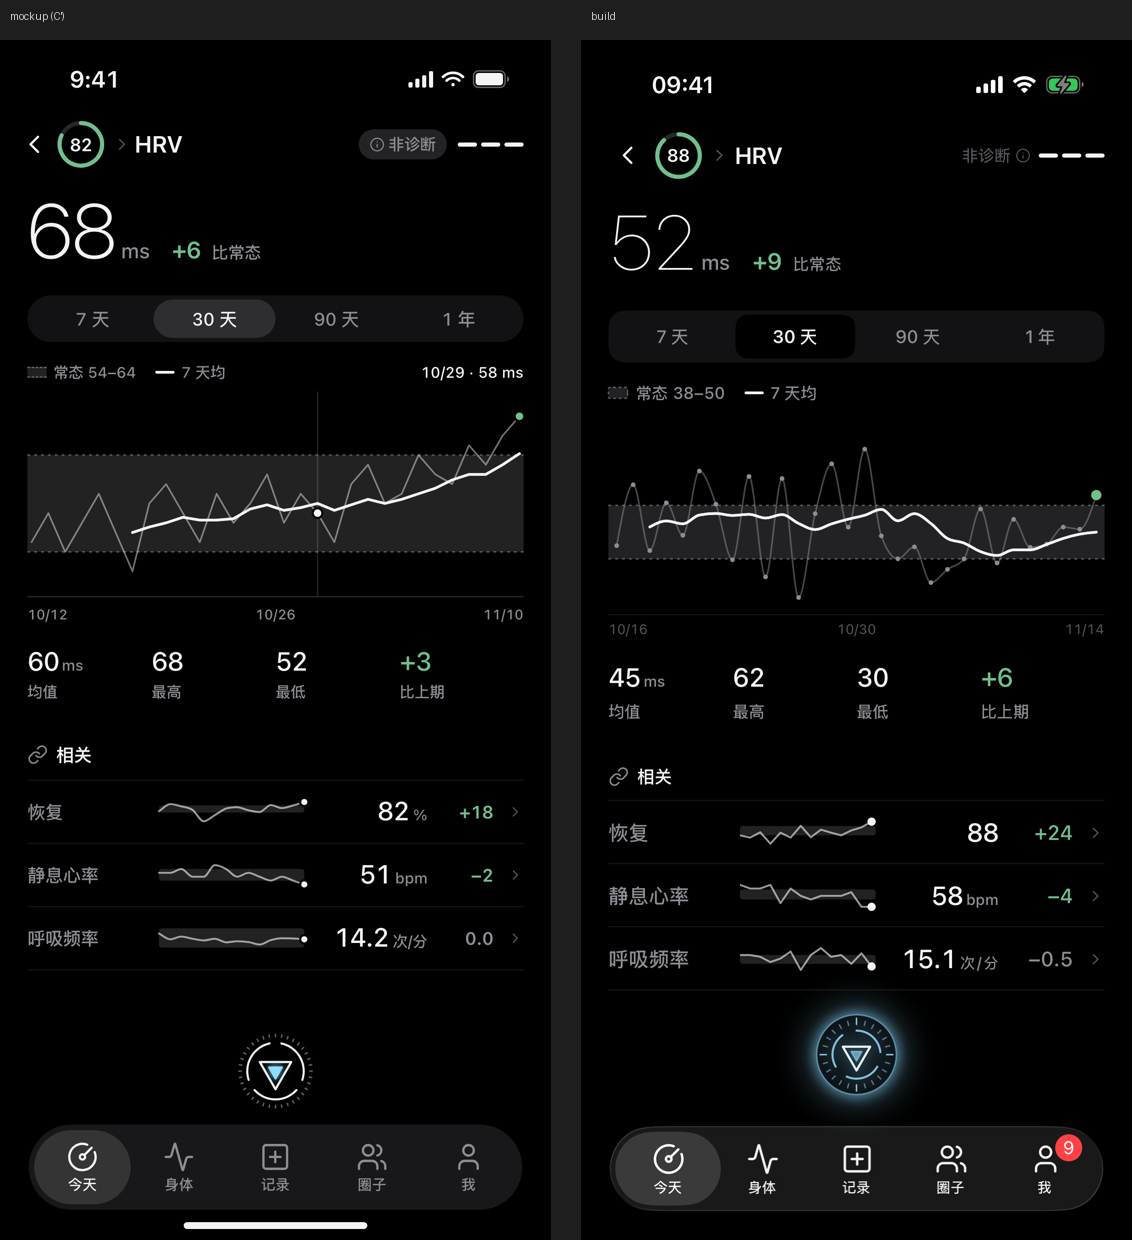 mockup (C')
9:41
82
HRV
非诊断
68 ms +6 比常态
7 天 30 天 90 天 1 年
常态 54–64 7 天均 10/29 · 58 ms
10/12 10/26 11/10
60 ms 68 52 +3
均值 最高 最低 比上期
相关
恢复 82 % +18
静息心率 51 bpm −2
呼吸频率 14.2 次/分 0.0
今天 身体 记录 圈子 我
build
09:41
88
HRV
非诊断
52 ms +9 比常态
7 天 30 天 90 天 1 年
常态 38–50 7 天均
10/16 10/30 11/14
45 ms 62 30 +6
均值 最高 最低 比上期
相关
恢复 88 +24
静息心率 58 bpm −4
呼吸频率 15.1 次/分 −0.5
9
今天 身体 记录 圈子 我